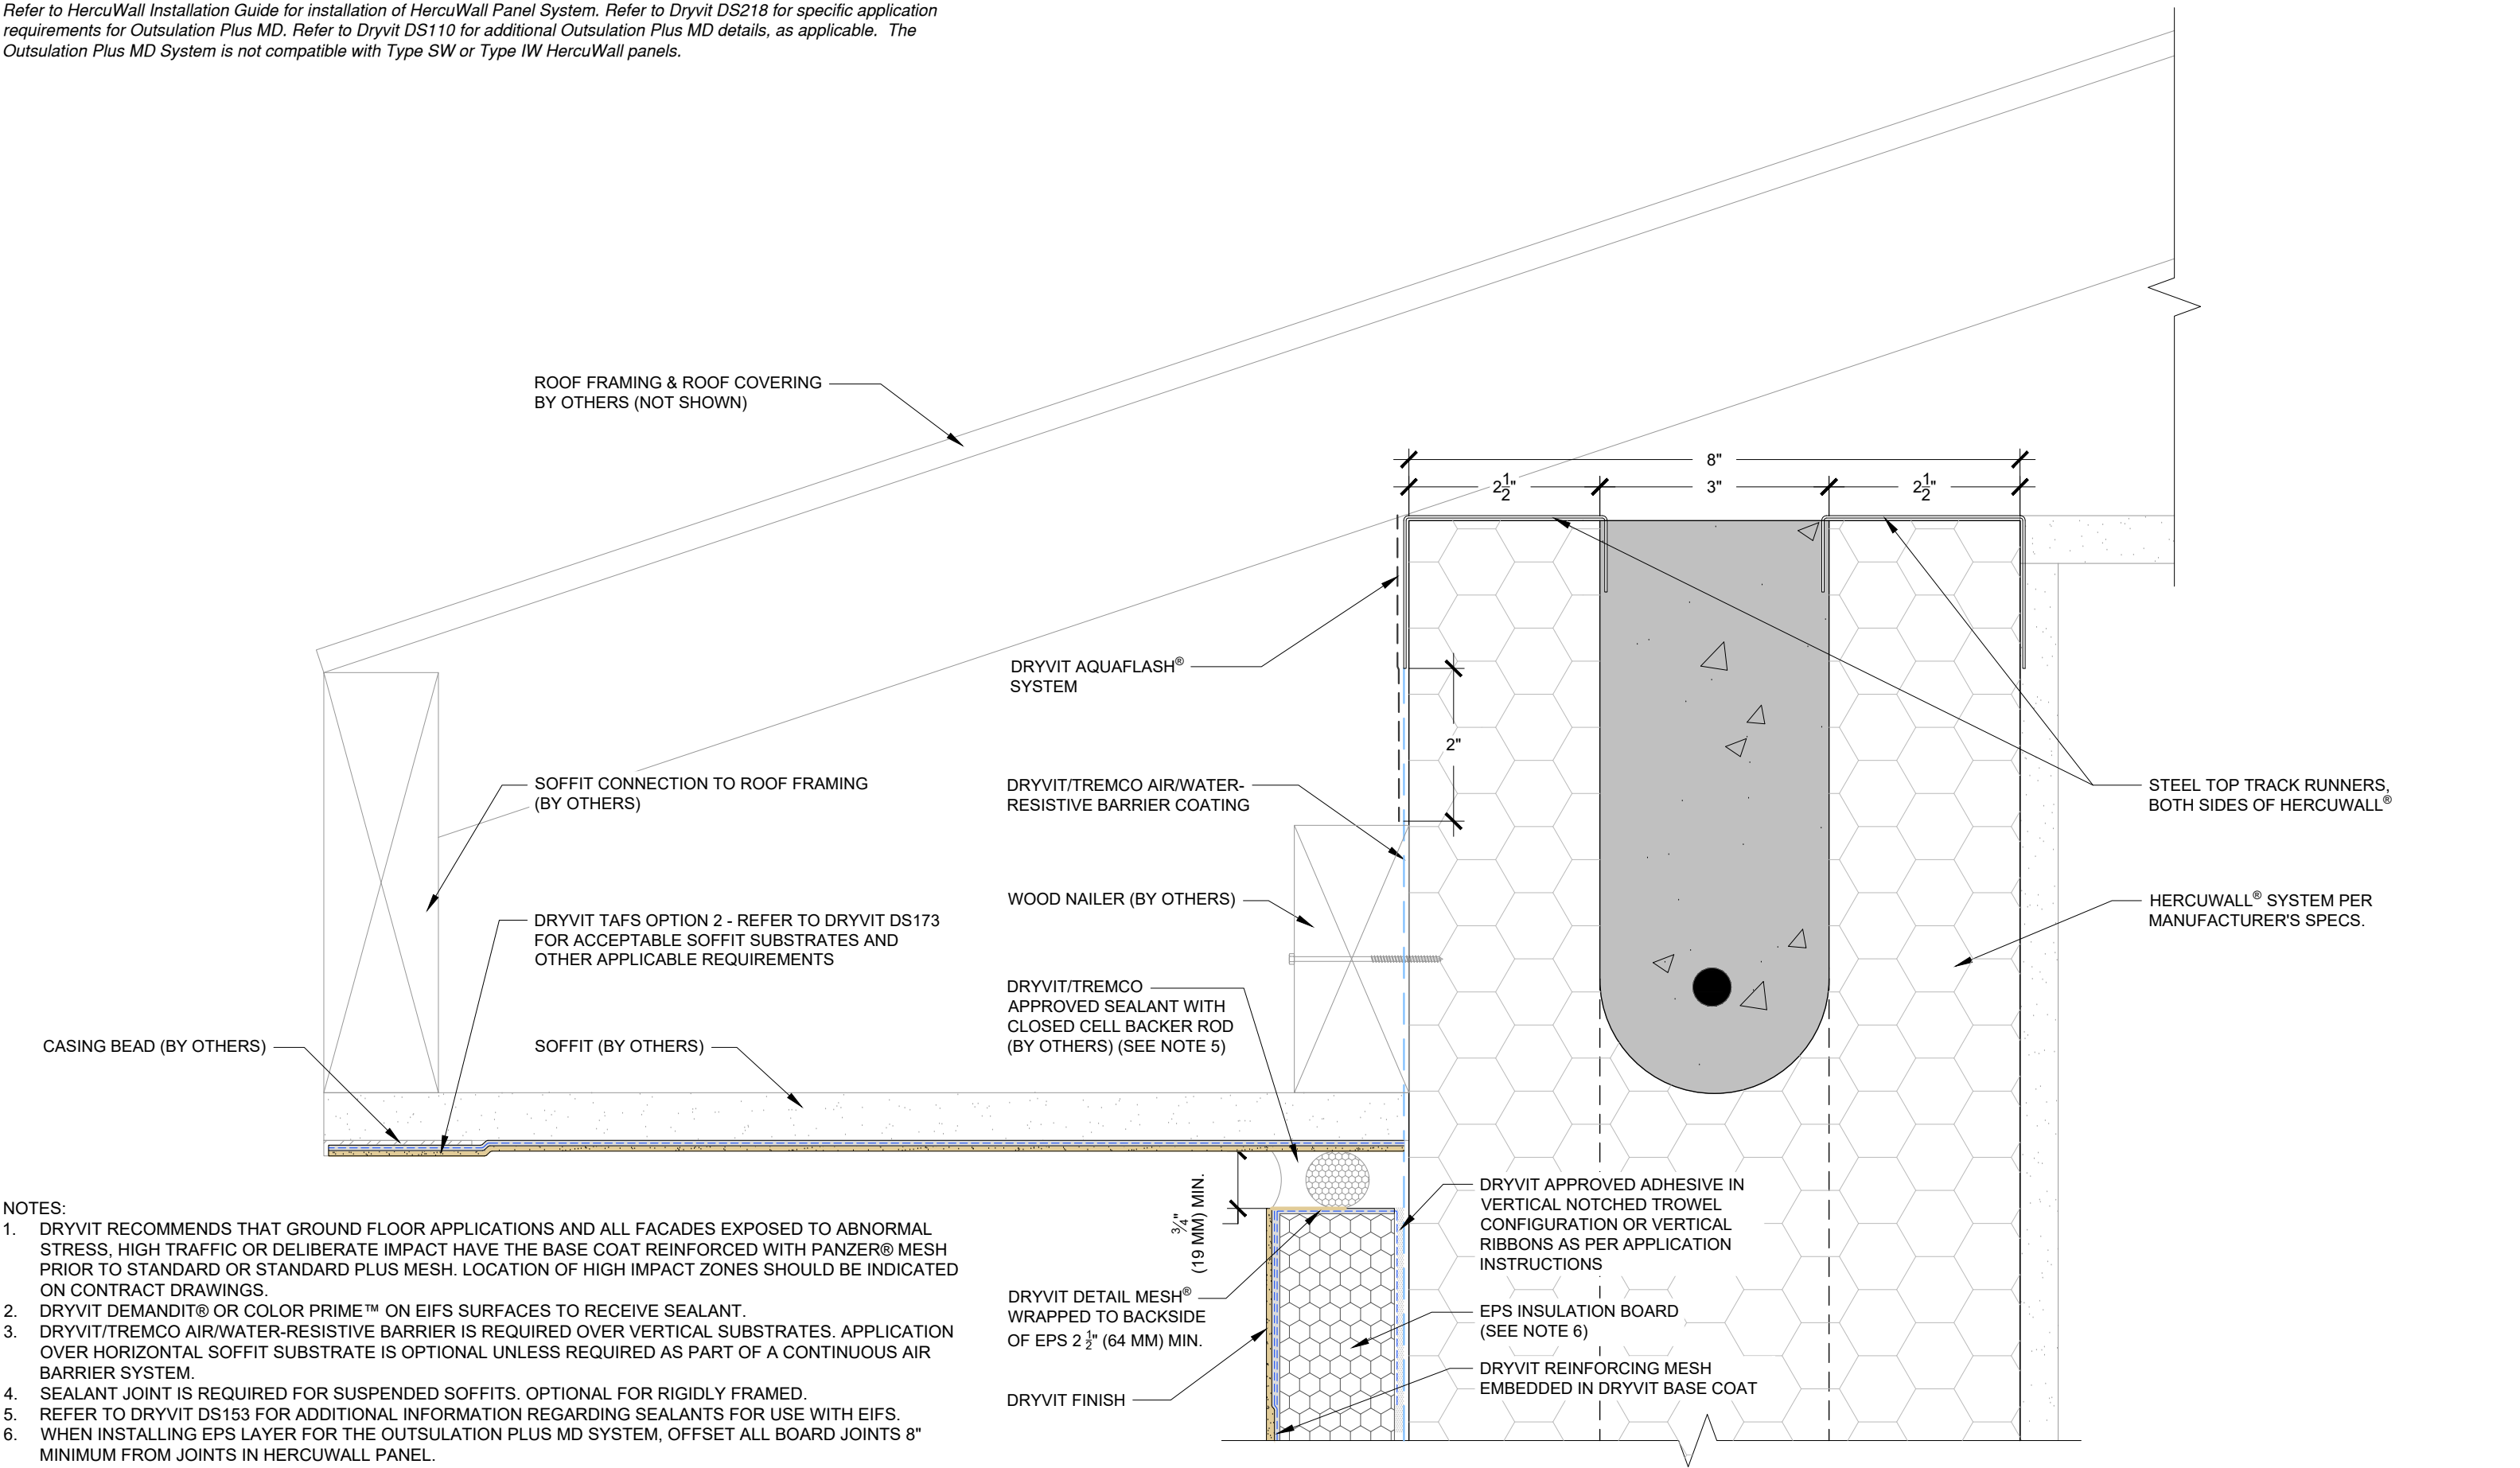 Refer to HercuWall Installation Guide for installation of HercuWall Panel System. Refer to Dryvit DS218 for specific application
requirements for Outsulation Plus MD. Refer to Dryvit DS110 for additional Outsulation Plus MD details, as applicable. The
Outsulation Plus MD System is not compatible with Type SW or Type IW HercuWall panels.
ROOF FRAMING & ROOF COVERING
BY OTHERS (NOT SHOWN)
8"
2 1/2"
3"
2 1/2"
DRYVIT AQUAFLASH®
SYSTEM
2"
SOFFIT CONNECTION TO ROOF FRAMING
(BY OTHERS)
DRYVIT/TREMCO AIR/WATER-
RESISTIVE BARRIER COATING
STEEL TOP TRACK RUNNERS,
BOTH SIDES OF HERCUWALL®
WOOD NAILER (BY OTHERS)
HERCUWALL® SYSTEM PER
MANUFACTURER'S SPECS.
DRYVIT TAFS OPTION 2 - REFER TO DRYVIT DS173
FOR ACCEPTABLE SOFFIT SUBSTRATES AND
OTHER APPLICABLE REQUIREMENTS
DRYVIT/TREMCO
APPROVED SEALANT WITH
CLOSED CELL BACKER ROD
(BY OTHERS) (SEE NOTE 5)
CASING BEAD (BY OTHERS)
SOFFIT (BY OTHERS)
3/4"
(19 MM) MIN.
DRYVIT APPROVED ADHESIVE IN
VERTICAL NOTCHED TROWEL
CONFIGURATION OR VERTICAL
RIBBONS AS PER APPLICATION
INSTRUCTIONS
DRYVIT DETAIL MESH®
WRAPPED TO BACKSIDE
OF EPS 2 1/2" (64 MM) MIN.
EPS INSULATION BOARD
(SEE NOTE 6)
DRYVIT REINFORCING MESH
EMBEDDED IN DRYVIT BASE COAT
DRYVIT FINISH
NOTES:
1. DRYVIT RECOMMENDS THAT GROUND FLOOR APPLICATIONS AND ALL FACADES EXPOSED TO ABNORMAL
STRESS, HIGH TRAFFIC OR DELIBERATE IMPACT HAVE THE BASE COAT REINFORCED WITH PANZER® MESH
PRIOR TO STANDARD OR STANDARD PLUS MESH. LOCATION OF HIGH IMPACT ZONES SHOULD BE INDICATED
ON CONTRACT DRAWINGS.
2. DRYVIT DEMANDIT® OR COLOR PRIME™ ON EIFS SURFACES TO RECEIVE SEALANT.
3. DRYVIT/TREMCO AIR/WATER-RESISTIVE BARRIER IS REQUIRED OVER VERTICAL SUBSTRATES. APPLICATION
OVER HORIZONTAL SOFFIT SUBSTRATE IS OPTIONAL UNLESS REQUIRED AS PART OF A CONTINUOUS AIR
BARRIER SYSTEM.
4. SEALANT JOINT IS REQUIRED FOR SUSPENDED SOFFITS. OPTIONAL FOR RIGIDLY FRAMED.
5. REFER TO DRYVIT DS153 FOR ADDITIONAL INFORMATION REGARDING SEALANTS FOR USE WITH EIFS.
6. WHEN INSTALLING EPS LAYER FOR THE OUTSULATION PLUS MD SYSTEM, OFFSET ALL BOARD JOINTS 8"
MINIMUM FROM JOINTS IN HERCUWALL PANEL.